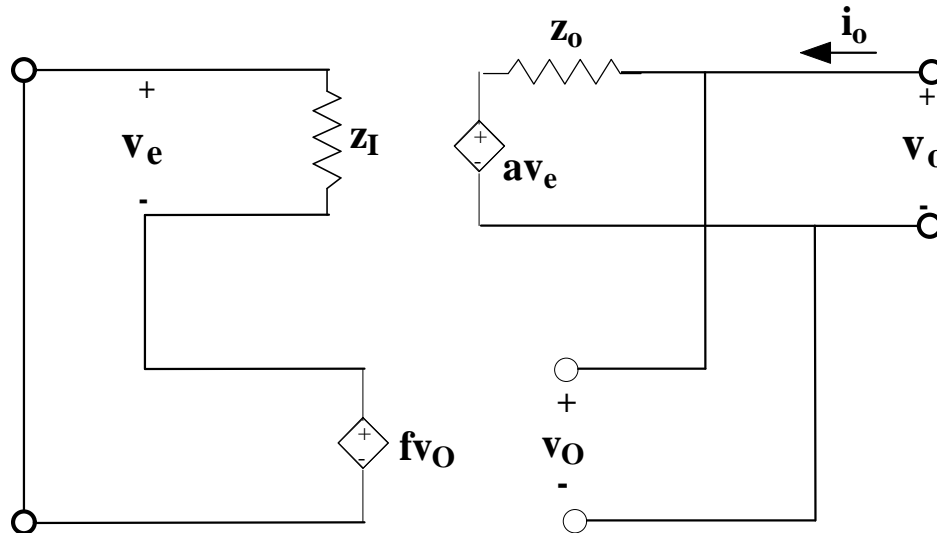 z_o
i_o
+
v_e
-
z_I
+
-
av_e
+
v_o
-
+
-
fv_O
+
v_O
-